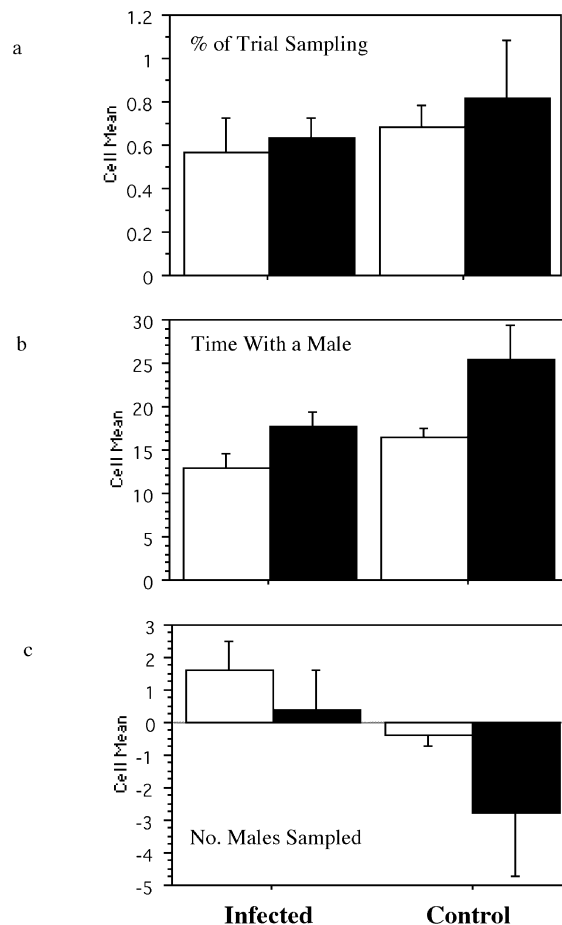 a
% of Trial Sampling
Cell Mean
1.2
1
0.8
0.6
0.4
0.2
0
b
Time With a Male
Cell Mean
30
25
20
15
10
5
0
c
Cell Mean
3
2
1
0
-1
-2
-3
-4
-5
No. Males Sampled
Infected Control